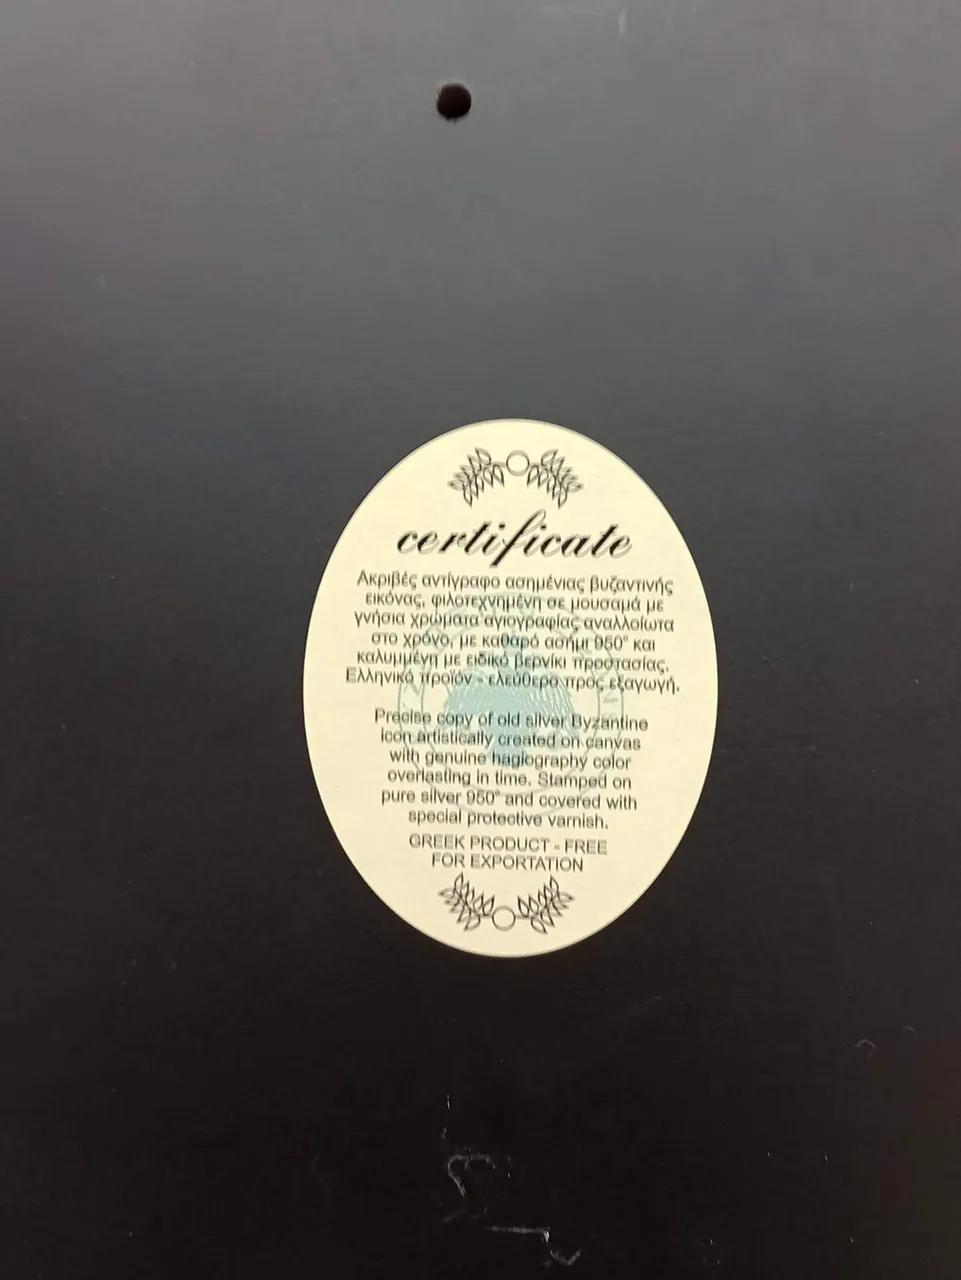 certificate
Ακριβές αντίγραφο ασημένιας βυζαντινής
εικόνας, φιλοτεχνημένη σε μουσαμά με
γνήσια χρώματα αγιογραφίας αναλλοίωτα
στο χρόνο, με καθαρό ασήμι 950° και
καλυμμένη με ειδικό βερνίκι προστασίας.
Ελληνικό προϊόν - ελεύθερο προς εξαγωγή.
Precise copy of old silver Byzantine
icon artistically created on canvas
with genuine hagiography color
overlasting in time. Stamped on
pure silver 950° and covered with
special protective varnish.
GREEK PRODUCT - FREE
FOR EXPORTATION